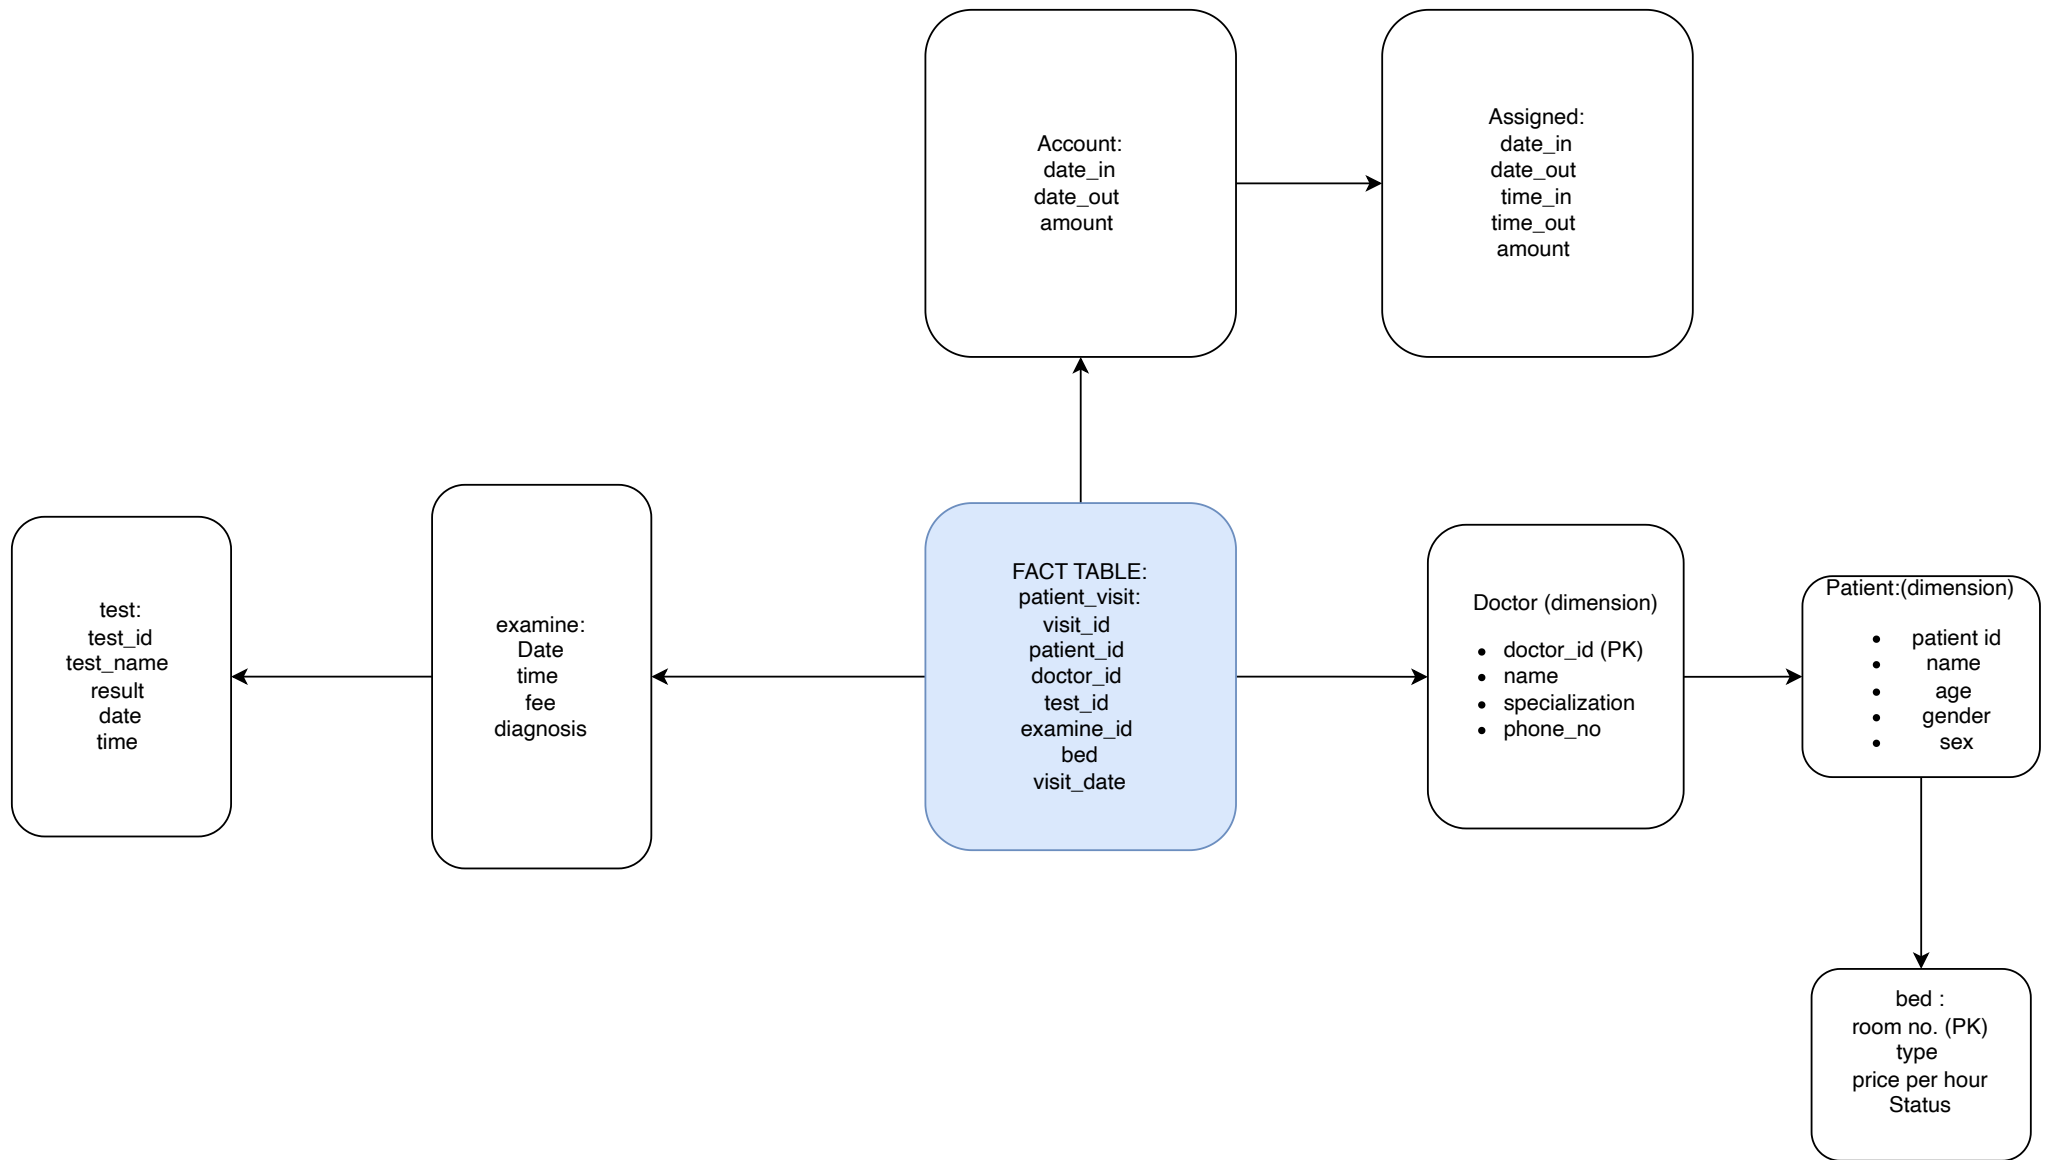 Account:
date_in
date_out
amount
Assigned:
date_in
date_out
time_in
time_out
amount
test:
test_id
test_name
result
date
time
examine:
Date
time
fee
diagnosis
FACT TABLE:
patient_visit:
visit_id
patient_id
doctor_id
test_id
examine_id
bed
visit_date
Doctor (dimension)
• doctor_id (PK)
• name
• specialization
• phone_no
Patient:(dimension)
• patient id
• name
• age
• gender
• sex
bed :
room no. (PK)
type
price per hour
Status